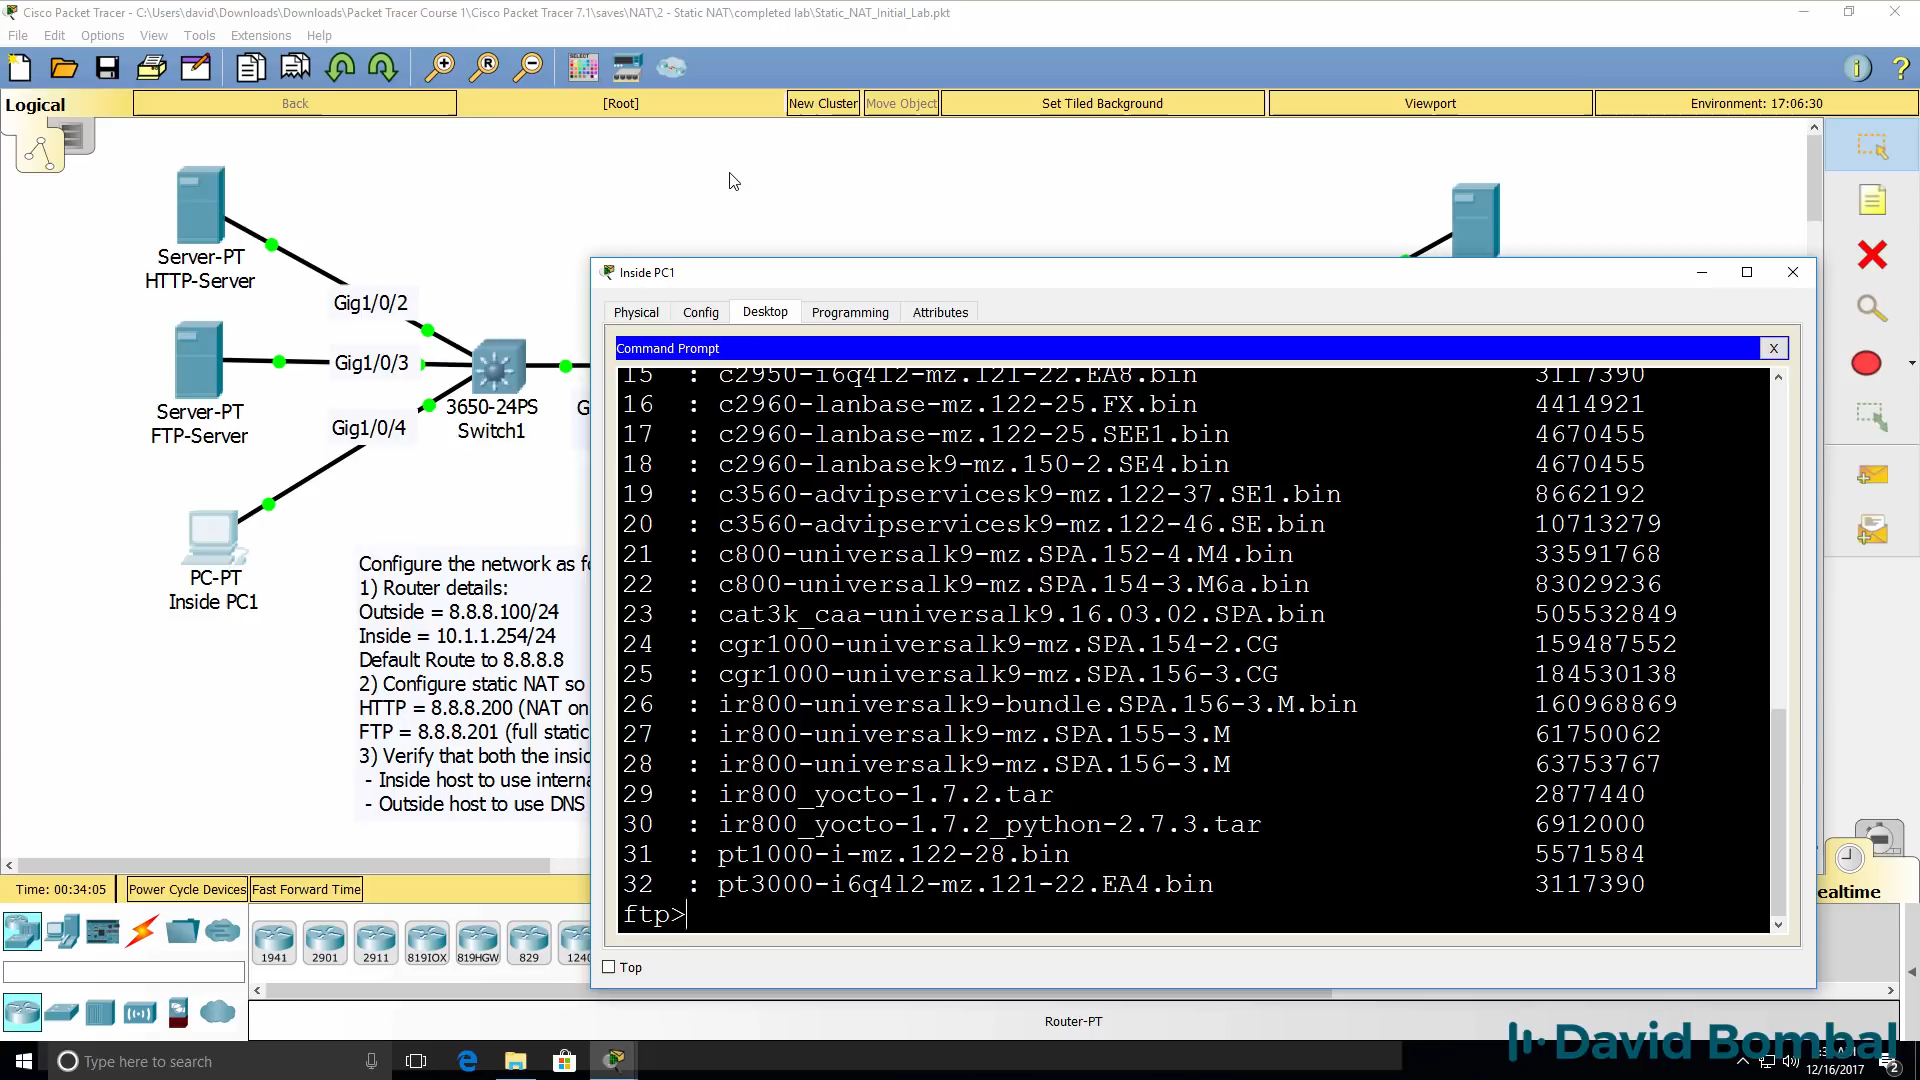 Cisco Packet Tracer - C:\Users\david\Downloads\Downloads\Packet Tracer Course 1\Cisco Packet Tracer 7.1\saves\NAT\2 - Static NAT\completed lab\Static_NAT_Initial_Lab.pkt
File Edit Options View Tools Extensions Help
Logical
Back
[Root]
New Cluster
Move Object
Set Tiled Background
Viewport
Environment: 17:06:30
Server-PT
HTTP-Server
Gig1/0/2
Server-PT
FTP-Server
Gig1/0/3
Gig1/0/4
3650-24PS
Switch1
G
PC-PT
Inside PC1
Configure the network as fo
1) Router details:
Outside = 8.8.8.100/24
Inside = 10.1.1.254/24
Default Route to 8.8.8.8
2) Configure static NAT so
HTTP = 8.8.8.200 (NAT on
FTP = 8.8.8.201 (full static
3) Verify that both the insid
- Inside host to use interna
- Outside host to use DNS
Inside PC1
Physical Config Desktop Programming Attributes
Command Prompt
X
15 : c2950-i6q4l2-mz.121-22.EA8.bin 3117390
16 : c2960-lanbase-mz.122-25.FX.bin 4414921
17 : c2960-lanbase-mz.122-25.SEE1.bin 4670455
18 : c2960-lanbasek9-mz.150-2.SE4.bin 4670455
19 : c3560-advipservicesk9-mz.122-37.SE1.bin 8662192
20 : c3560-advipservicesk9-mz.122-46.SE.bin 10713279
21 : c800-universalk9-mz.SPA.152-4.M4.bin 33591768
22 : c800-universalk9-mz.SPA.154-3.M6a.bin 83029236
23 : cat3k_caa-universalk9.16.03.02.SPA.bin 505532849
24 : cgr1000-universalk9-mz.SPA.154-2.CG 159487552
25 : cgr1000-universalk9-mz.SPA.156-3.CG 184530138
26 : ir800-universalk9-bundle.SPA.156-3.M.bin 160968869
27 : ir800-universalk9-mz.SPA.155-3.M 61750062
28 : ir800-universalk9-mz.SPA.156-3.M 63753767
29 : ir800_yocto-1.7.2.tar 2877440
30 : ir800_yocto-1.7.2_python-2.7.3.tar 6912000
31 : pt1000-i-mz.122-28.bin 5571584
32 : pt3000-i6q4l2-mz.121-22.EA4.bin 3117390
ftp>
Top
Time: 00:34:05
Power Cycle Devices
Fast Forward Time
ealtime
1941 2901 2911 819IOX 819HGW 829 1240
Router-PT
Type here to search
David Bombal
12/16/2017
2